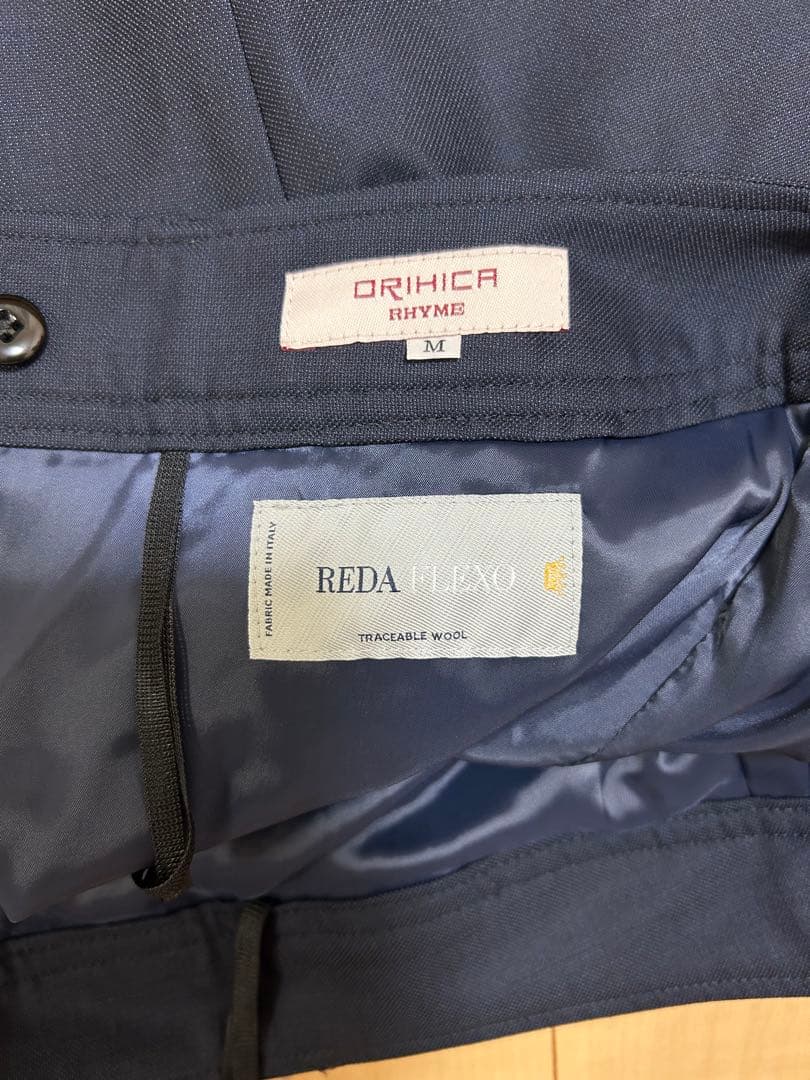 ORIHICA
RHYME
M
FABRIC MADE IN ITALY
REDA FLEXO
TRACEABLE WOOL